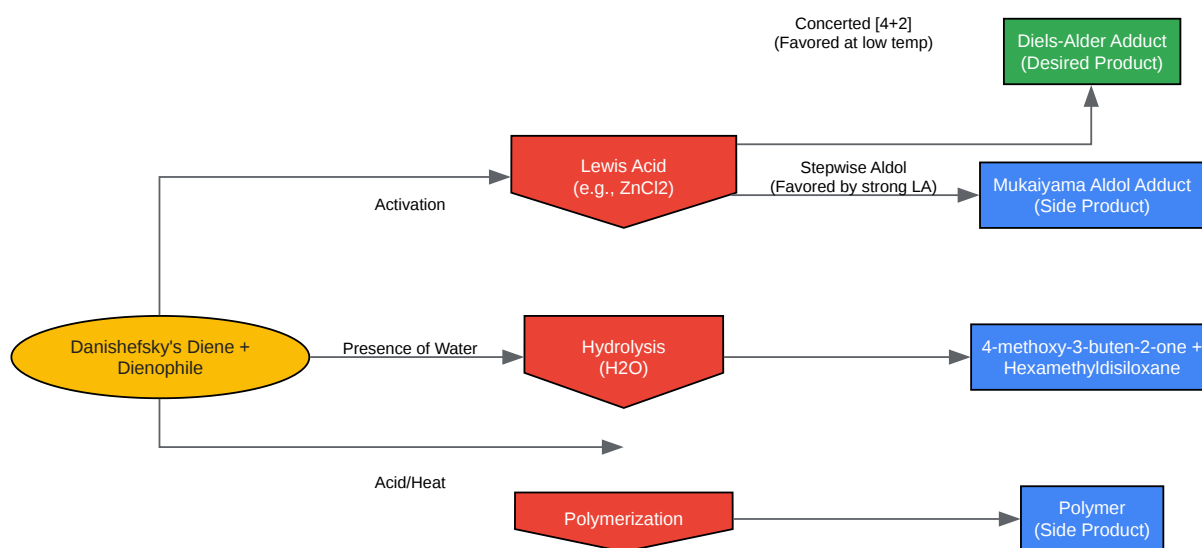 Concerted [4+2]
(Favored at low temp)
Diels-Alder Adduct
(Desired Product)
Lewis Acid
(e.g., ZnCl2)
Stepwise Aldol
(Favored by strong LA)
Mukaiyama Aldol Adduct
(Side Product)
Activation
Danishefsky's Diene +
Dienophile
Presence of Water
Hydrolysis
(H2O)
4-methoxy-3-buten-2-one +
Hexamethyldisiloxane
Acid/Heat
Polymerization
Polymer
(Side Product)